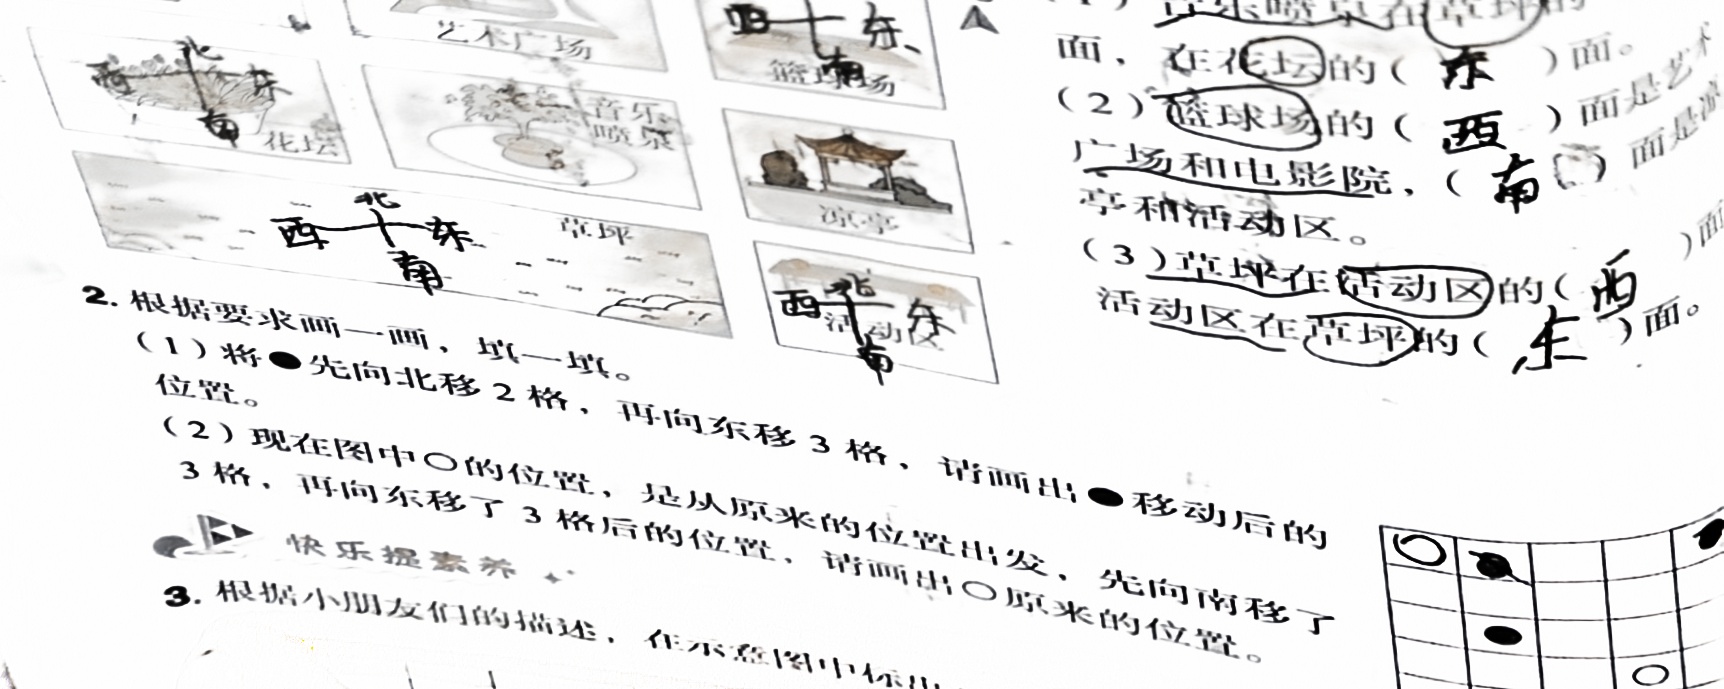 艺术广场
西 东
南
篮球场
北
西 东
南
花坛
音乐
喷泉
凉亭
北
西 东
南
草坪
北
西 东
南
活动区
音乐喷泉在草坪的
面，在花坛的（ 东 ）面。
（2）篮球场的（ 西 ）面是艺术
广场和电影院，（ 南 ）面是凉
亭和活动区。
（3）草坪在活动区的（ 西 ）面
活动区在草坪的（ 东 ）面。
2. 根据要求画一画，填一填。
（1）将●先向北移 2 格，再向东移 3 格，请画出●移动后的
位置。
（2）现在图中○的位置，是从原来的位置出发，先向南移了
3 格，再向东移了 3 格后的位置，请画出○原来的位置。
快乐提素养
3. 根据小朋友们的描述，在示意图中标出